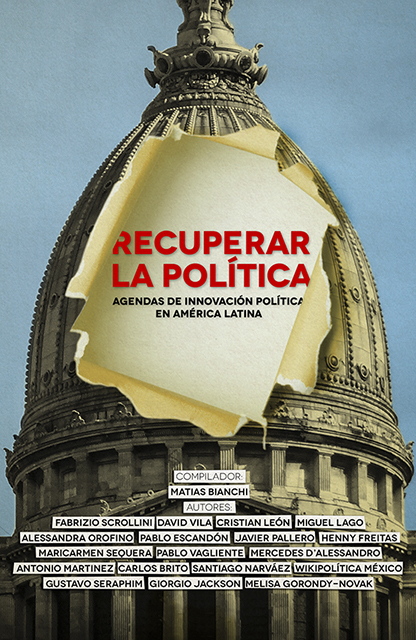 RECUPERAR
LA POLÍTICA
AGENDAS DE INNOVACIÓN POLÍTICA
EN AMÉRICA LATINA
COMPILADOR:
MATIAS BIANCHI
AUTORES:
FABRIZIO SCROLLINI DAVID VILA CRISTIAN LEÓN MIGUEL LAGO
ALESSANDRA OROFINO PABLO ESCANDÓN JAVIER PALLERO HENNY FREITAS
MARICARMEN SEQUERA PABLO VAGLIENTE MERCEDES D'ALESSANDRO
ANTONIO MARTINEZ CARLOS BRITO SANTIAGO NARVÁEZ WIKIPOLÍTICA MÉXICO
GUSTAVO SERAPHIM GIORGIO JACKSON MELISA GORONDY-NOVAK